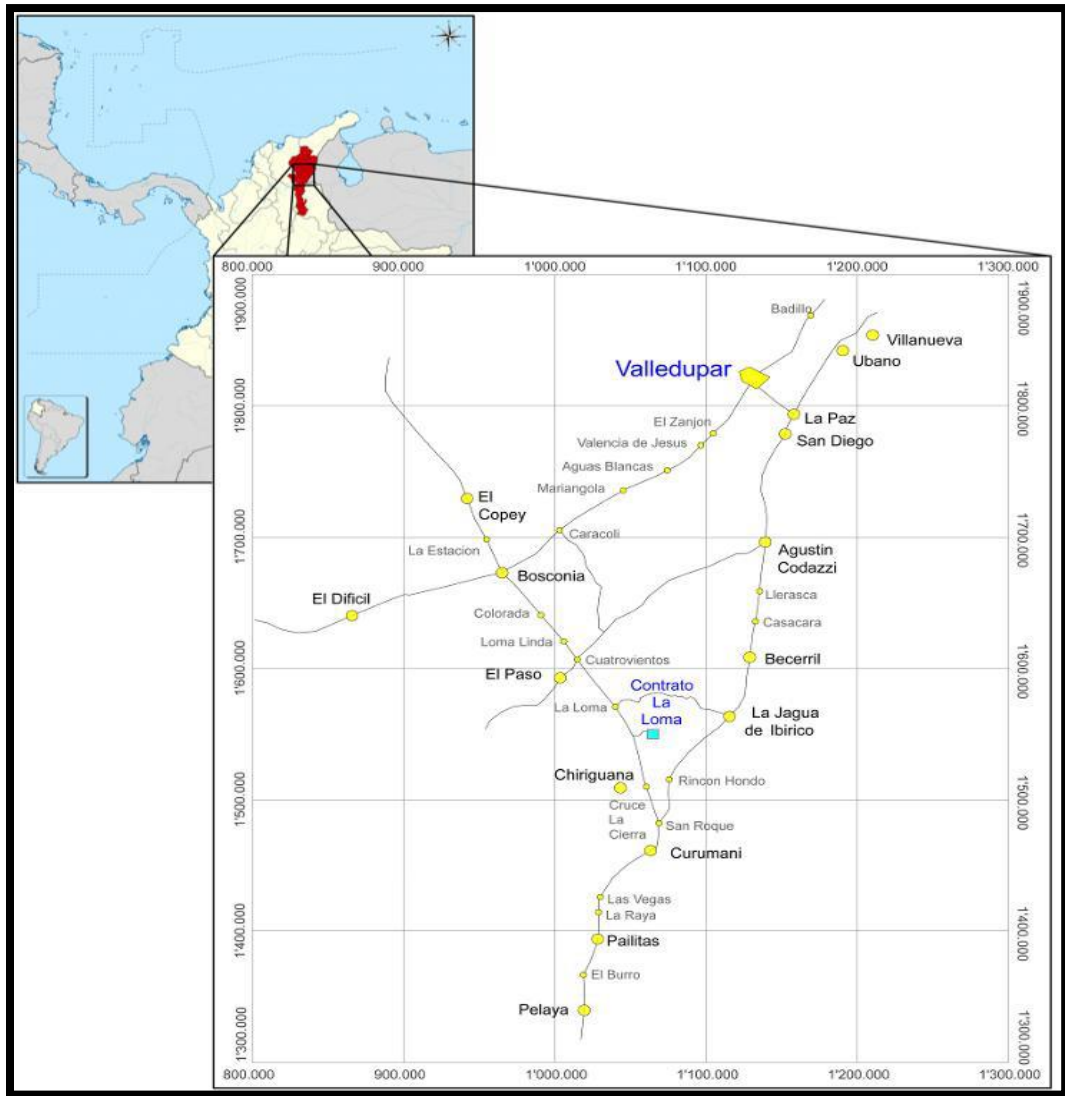 800.000 900.000 1'000.000 1'100.000 1'200.000 1'300.000
1'900.000
1'900.000
Badillo
Villanueva
Ubano
Valledupar
1'800.000
1'800.000
La Paz
El Zanjon
San Diego
Valencia de Jesus
Aguas Blancas
Mariangola
El
Copey
Caracoli
La Estacion
1'700.000
1'700.000
Agustin
Codazzi
Bosconia
El Dificil
Llerasca
Colorada
Casacara
Loma Linda
Cuatrovientos
Becerril
1'600.000
1'600.000
El Paso
Contrato
La
Loma
La Loma
La Jagua
de Ibirico
Chiriguana
Rincon Hondo
1'500.000
1'500.000
Cruce
La
Cierra
San Roque
Curumani
Las Vegas
La Raya
1'400.000
1'400.000
Pailitas
El Burro
Pelaya
1'300.000
1'300.000
800.000 900.000 1'000.000 1'100.000 1'200.000 1'300.000